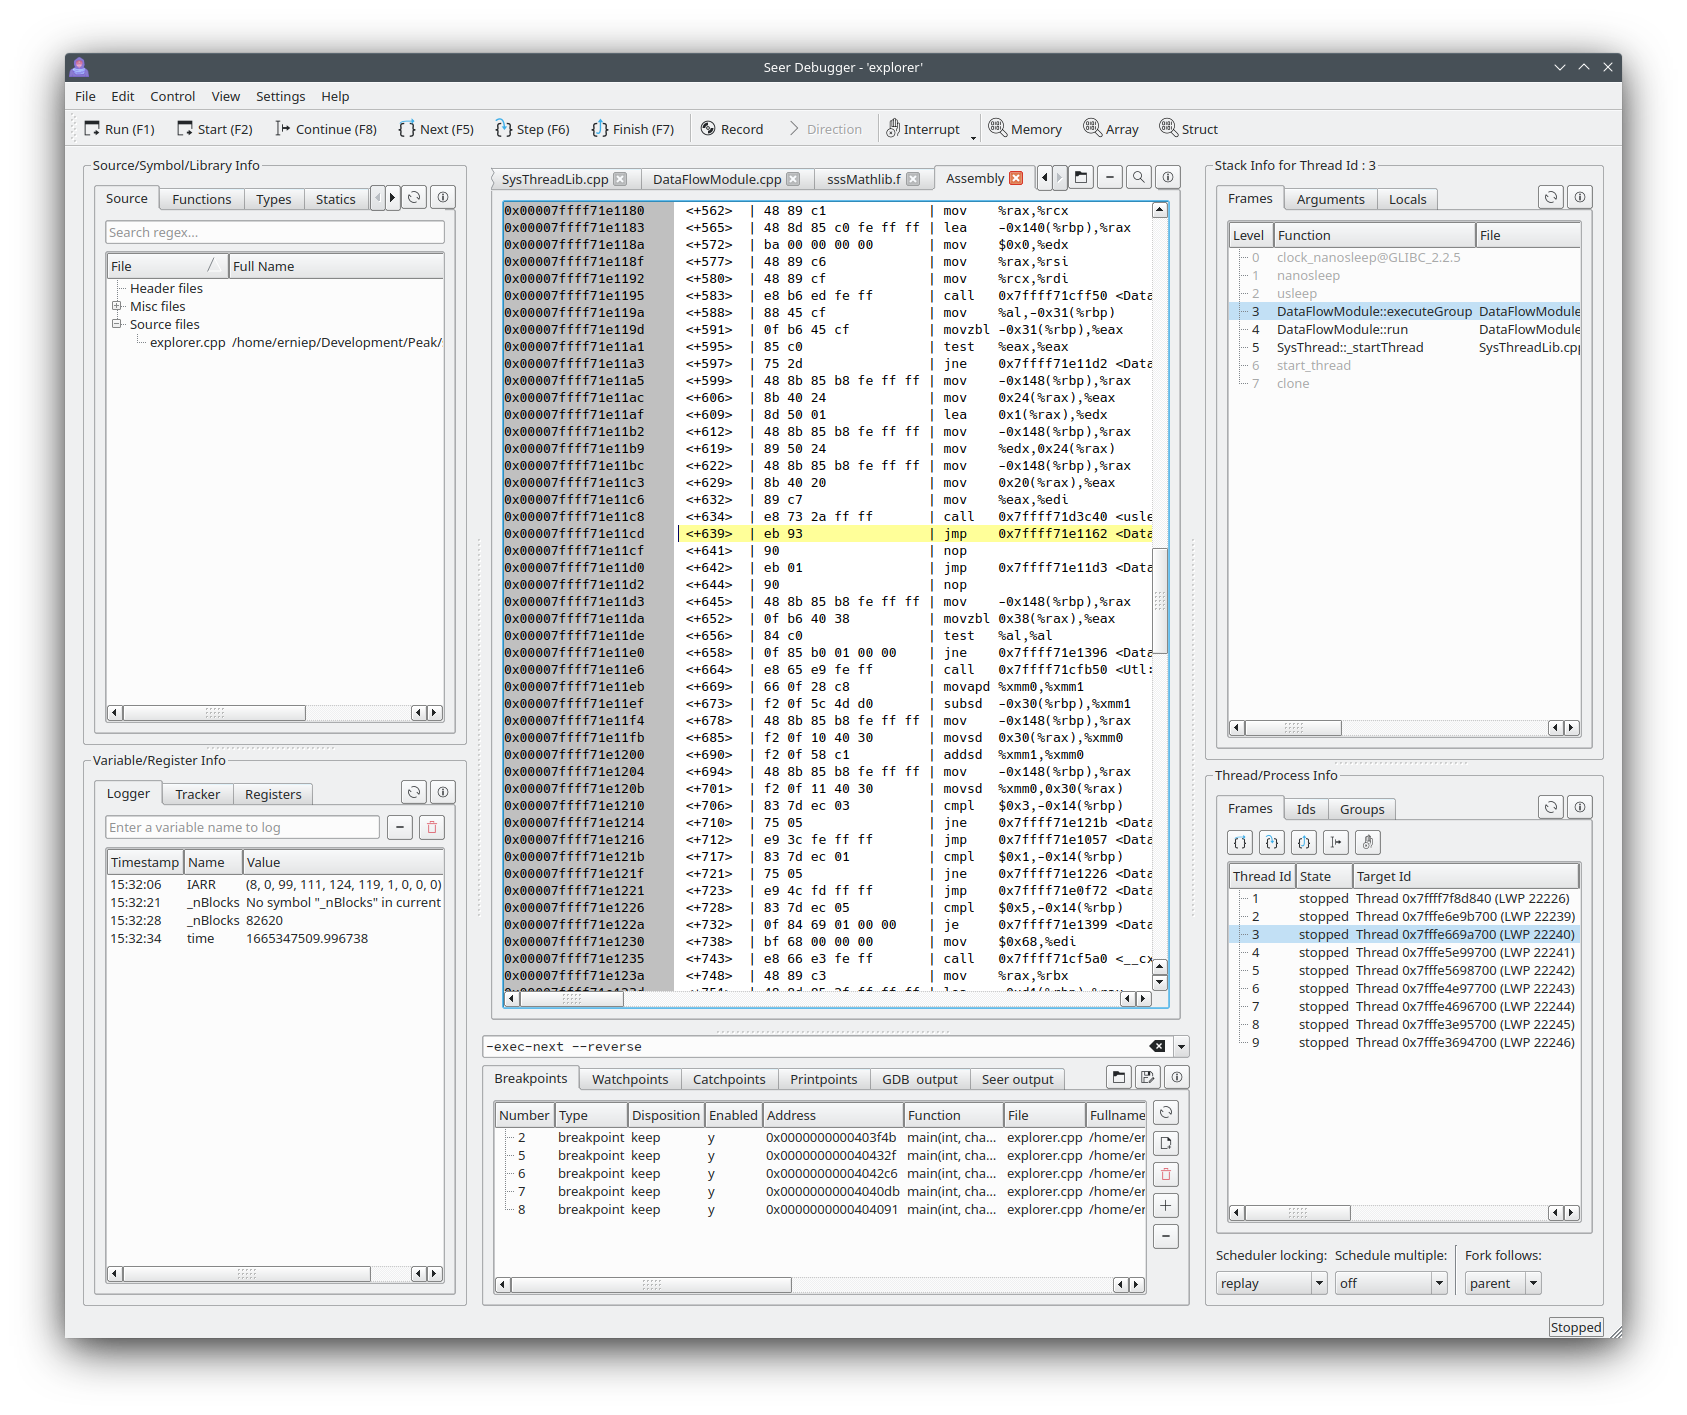 Seer Debugger - 'explorer'
File Edit Control View Settings Help
Run (F1) Start (F2) Continue (F8) Next (F5) Step (F6) Finish (F7) Record Direction Interrupt Memory Array Struct
Source/Symbol/Library Info
Source Functions Types Statics
Search regex...
File Full Name
Header files
Misc files
Source files
explorer.cpp /home/erniep/Development/Peak/
Variable/Register Info
Logger Tracker Registers
Enter a variable name to log
Timestamp Name Value
15:32:06 IARR (8, 0, 99, 111, 124, 119, 1, 0, 0, 0)
15:32:21 _nBlocks No symbol "_nBlocks" in current
15:32:28 _nBlocks 82620
15:32:34 time 1665347509.996738
SysThreadLib.cpp DataFlowModule.cpp sssMathlib.f Assembly
0x00007ffff71e1180 <+562> | 48 89 c1 | mov %rax,%rcx
0x00007ffff71e1183 <+565> | 48 8d 85 c0 fe ff ff | lea -0x140(%rbp),%rax
0x00007ffff71e118a <+572> | ba 00 00 00 00 | mov $0x0,%edx
0x00007ffff71e118f <+577> | 48 89 c6 | mov %rax,%rsi
0x00007ffff71e1192 <+580> | 48 89 cf | mov %rcx,%rdi
0x00007ffff71e1195 <+583> | e8 b6 ed fe ff | call 0x7ffff71cff50 <Data
0x00007ffff71e119a <+588> | 88 45 cf | mov %al,-0x31(%rbp)
0x00007ffff71e119d <+591> | 0f b6 45 cf | movzbl -0x31(%rbp),%eax
0x00007ffff71e11a1 <+595> | 85 c0 | test %eax,%eax
0x00007ffff71e11a3 <+597> | 75 2d | jne 0x7ffff71e11d2 <Data
0x00007ffff71e11a5 <+599> | 48 8b 85 b8 fe ff ff | mov -0x148(%rbp),%rax
0x00007ffff71e11ac <+606> | 8b 40 24 | mov 0x24(%rax),%eax
0x00007ffff71e11af <+609> | 8d 50 01 | lea 0x1(%rax),%edx
0x00007ffff71e11b2 <+612> | 48 8b 85 b8 fe ff ff | mov -0x148(%rbp),%rax
0x00007ffff71e11b9 <+619> | 89 50 24 | mov %edx,0x24(%rax)
0x00007ffff71e11bc <+622> | 48 8b 85 b8 fe ff ff | mov -0x148(%rbp),%rax
0x00007ffff71e11c3 <+629> | 8b 40 20 | mov 0x20(%rax),%eax
0x00007ffff71e11c6 <+632> | 89 c7 | mov %eax,%edi
0x00007ffff71e11c8 <+634> | e8 73 2a ff ff | call 0x7ffff71d3c40 <usle
0x00007ffff71e11cd <+639> | eb 93 | jmp 0x7ffff71e1162 <Data
0x00007ffff71e11cf <+641> | 90 | nop
0x00007ffff71e11d0 <+642> | eb 01 | jmp 0x7ffff71e11d3 <Data
0x00007ffff71e11d2 <+644> | 90 | nop
0x00007ffff71e11d3 <+645> | 48 8b 85 b8 fe ff ff | mov -0x148(%rbp),%rax
0x00007ffff71e11da <+652> | 0f b6 40 38 | movzbl 0x38(%rax),%eax
0x00007ffff71e11de <+656> | 84 c0 | test %al,%al
0x00007ffff71e11e0 <+658> | 0f 85 b0 01 00 00 | jne 0x7ffff71e1396 <Data
0x00007ffff71e11e6 <+664> | e8 65 e9 fe ff | call 0x7ffff71cfb50 <Utl:
0x00007ffff71e11eb <+669> | 66 0f 28 c8 | movapd %xmm0,%xmm1
0x00007ffff71e11ef <+673> | f2 0f 5c 4d d0 | subsd -0x30(%rbp),%xmm1
0x00007ffff71e11f4 <+678> | 48 8b 85 b8 fe ff ff | mov -0x148(%rbp),%rax
0x00007ffff71e11fb <+685> | f2 0f 10 40 30 | movsd 0x30(%rax),%xmm0
0x00007ffff71e1200 <+690> | f2 0f 58 c1 | addsd %xmm1,%xmm0
0x00007ffff71e1204 <+694> | 48 8b 85 b8 fe ff ff | mov -0x148(%rbp),%rax
0x00007ffff71e120b <+701> | f2 0f 11 40 30 | movsd %xmm0,0x30(%rax)
0x00007ffff71e1210 <+706> | 83 7d ec 03 | cmpl $0x3,-0x14(%rbp)
0x00007ffff71e1214 <+710> | 75 05 | jne 0x7ffff71e121b <Data
0x00007ffff71e1216 <+712> | e9 3c fe ff ff | jmp 0x7ffff71e1057 <Data
0x00007ffff71e121b <+717> | 83 7d ec 01 | cmpl $0x1,-0x14(%rbp)
0x00007ffff71e121f <+721> | 75 05 | jne 0x7ffff71e1226 <Data
0x00007ffff71e1221 <+723> | e9 4c fd ff ff | jmp 0x7ffff71e0f72 <Data
0x00007ffff71e1226 <+728> | 83 7d ec 05 | cmpl $0x5,-0x14(%rbp)
0x00007ffff71e122a <+732> | 0f 84 69 01 00 00 | je 0x7ffff71e1399 <Data
0x00007ffff71e1230 <+738> | bf 68 00 00 00 | mov $0x68,%edi
0x00007ffff71e1235 <+743> | e8 66 e3 fe ff | call 0x7ffff71cf5a0 <__cx
0x00007ffff71e123a <+748> | 48 89 c3 | mov %rax,%rbx
-exec-next --reverse
Breakpoints Watchpoints Catchpoints Printpoints GDB output Seer output
Number Type Disposition Enabled Address Function File Fullname
2 breakpoint keep y 0x0000000000403f4b main(int, cha... explorer.cpp /home/er
5 breakpoint keep y 0x000000000040432f main(int, cha... explorer.cpp /home/er
6 breakpoint keep y 0x00000000004042c6 main(int, cha... explorer.cpp /home/er
7 breakpoint keep y 0x00000000004040db main(int, cha... explorer.cpp /home/er
8 breakpoint keep y 0x0000000000404091 main(int, cha... explorer.cpp /home/er
Stack Info for Thread Id : 3
Frames Arguments Locals
Level Function File
0 clock_nanosleep@GLIBC_2.2.5
1 nanosleep
2 usleep
3 DataFlowModule::executeGroup DataFlowModule
4 DataFlowModule::run DataFlowModule
5 SysThread::_startThread SysThreadLib.cpp
6 start_thread
7 clone
Thread/Process Info
Frames Ids Groups
Thread Id State Target Id
1 stopped Thread 0x7ffff7f8d840 (LWP 22226)
2 stopped Thread 0x7fffe6e9b700 (LWP 22239)
3 stopped Thread 0x7fffe669a700 (LWP 22240)
4 stopped Thread 0x7fffe5e99700 (LWP 22241)
5 stopped Thread 0x7fffe5698700 (LWP 22242)
6 stopped Thread 0x7fffe4e97700 (LWP 22243)
7 stopped Thread 0x7fffe4696700 (LWP 22244)
8 stopped Thread 0x7fffe3e95700 (LWP 22245)
9 stopped Thread 0x7fffe3694700 (LWP 22246)
Scheduler locking: Schedule multiple: Fork follows:
replay off parent
Stopped